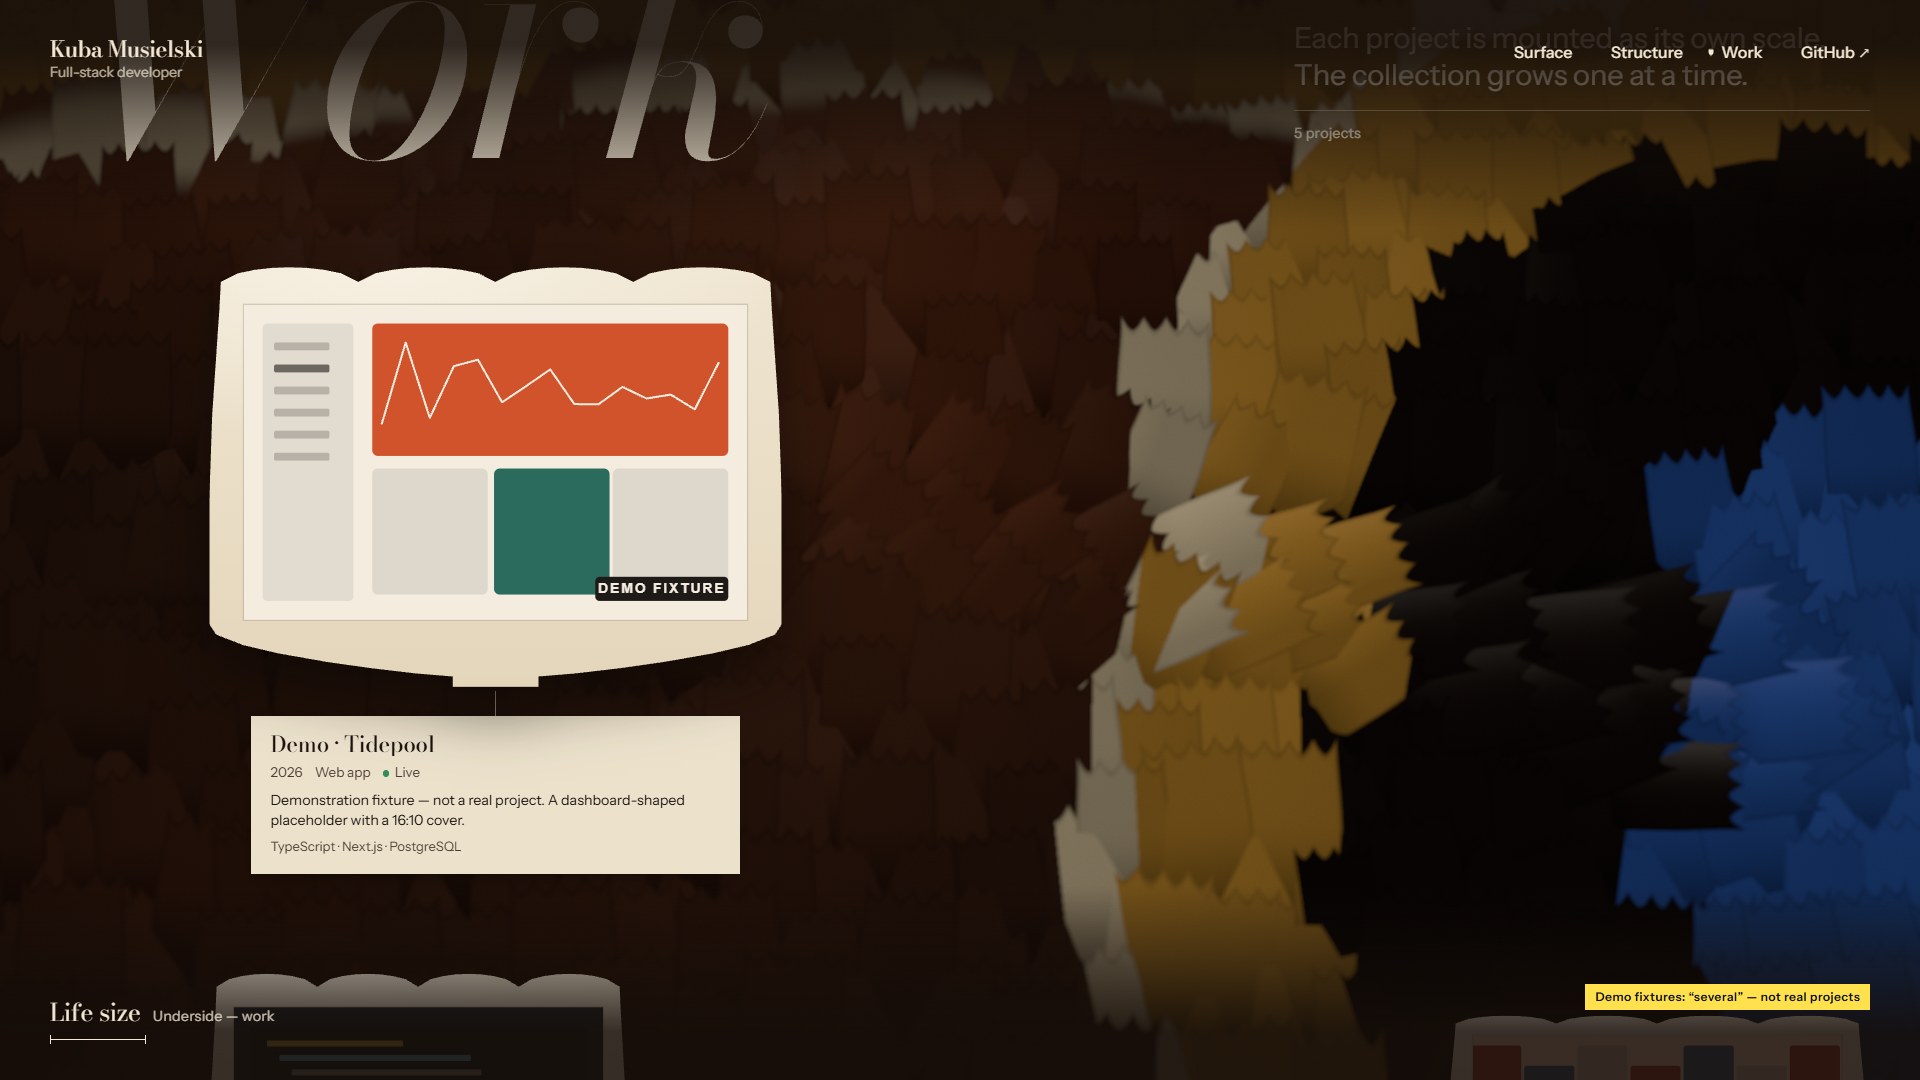 Work
Kuba Musielski
Full-stack developer
Each project is mounted as its own scale.
The collection grows one at a time.
Surface
Structure
Work
GitHub ↗
5 projects
DEMO FIXTURE
Demo · Tidepool
2026 Web app • Live
Demonstration fixture — not a real project. A dashboard-shaped
placeholder with a 16:10 cover.
TypeScript · Next.js · PostgreSQL
Life size Underside — work
Demo fixtures: “several” — not real projects